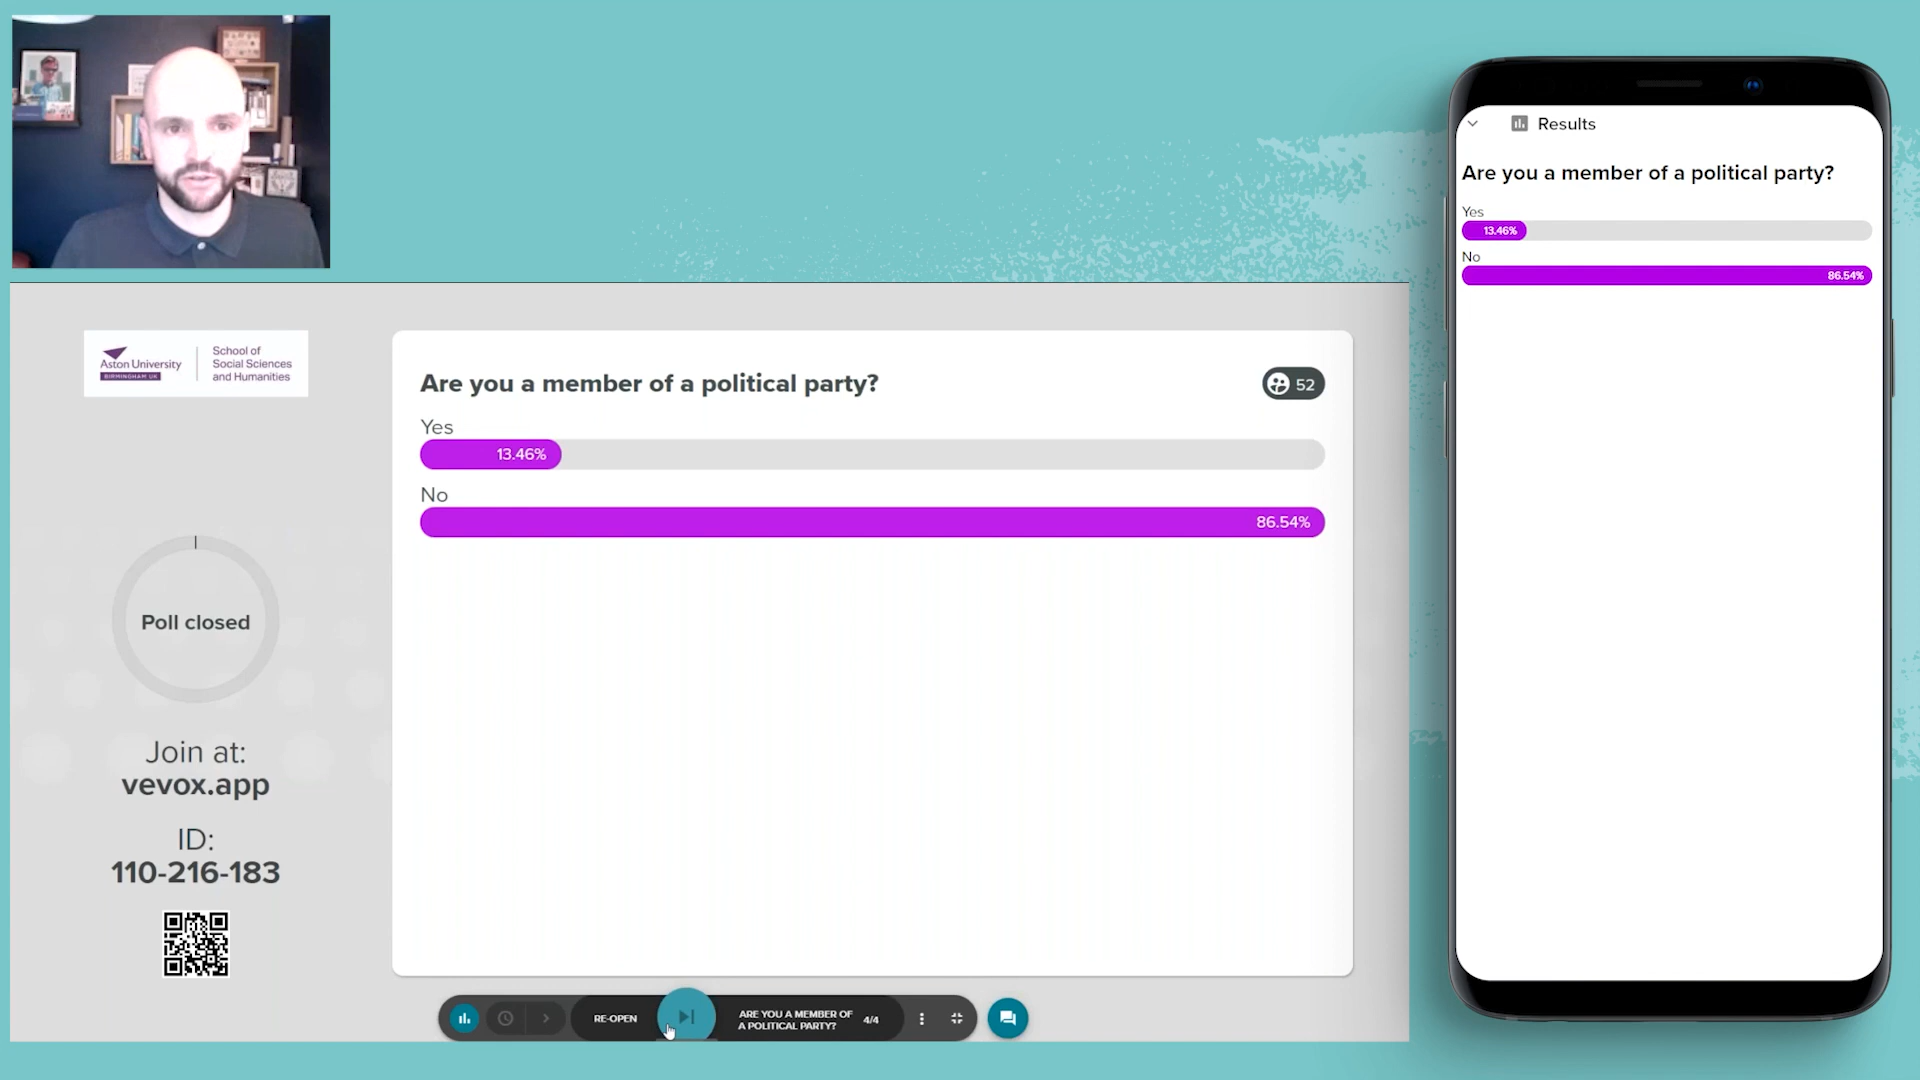 Aston University
BIRMINGHAM UK
School of
Social Sciences
and Humanities
Poll closed
Join at:
vevox.app
ID:
110-216-183
Are you a member of a political party?
52
Yes
13.46%
No
86.54%
RE-OPEN
ARE YOU A MEMBER OF
A POLITICAL PARTY?
4/4
Results
Are you a member of a political party?
Yes
13.46%
No
86.54%